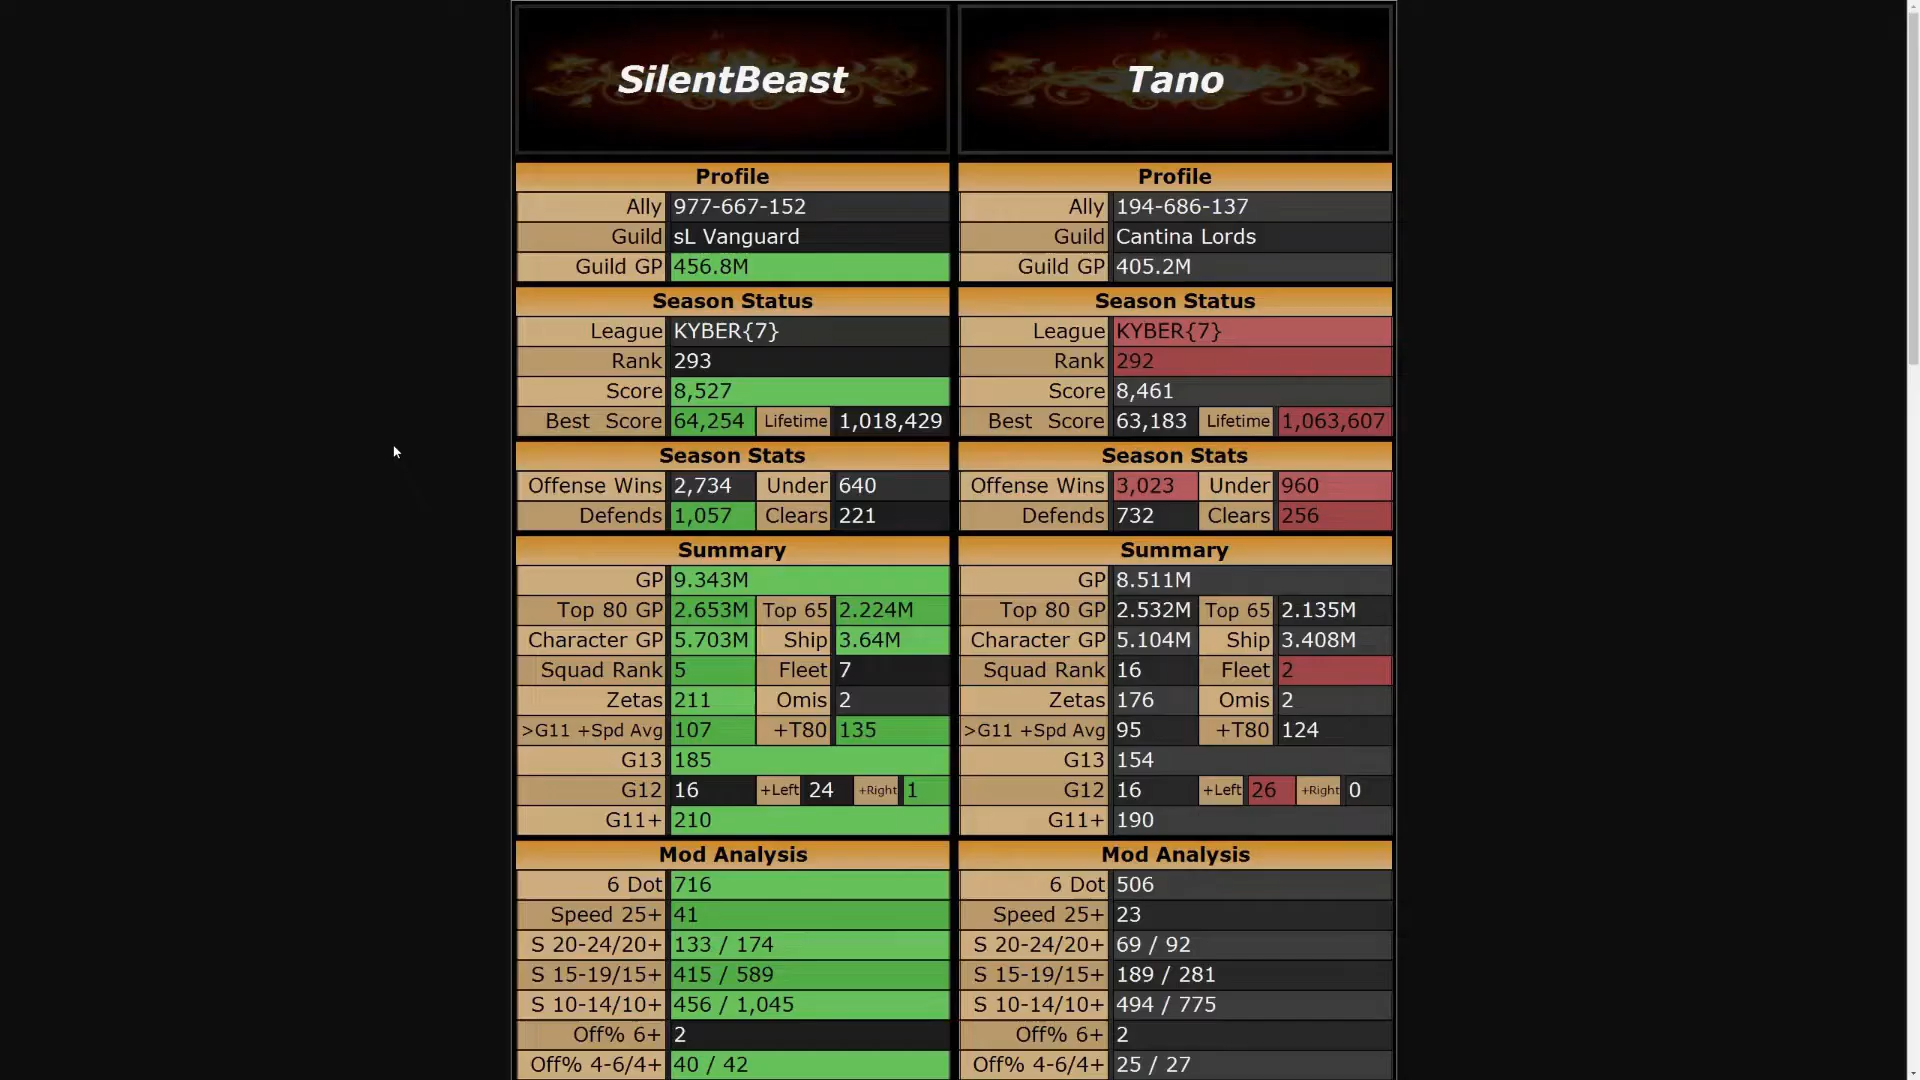 SilentBeast
Profile
Ally 977-667-152
Guild sL Vanguard
Guild GP 456.8M
Season Status
League KYBER{7}
Rank 293
Score 8,527
Best Score 64,254 Lifetime 1,018,429
Season Stats
Offense Wins 2,734 Under 640
Defends 1,057 Clears 221
Summary
GP 9.343M
Top 80 GP 2.653M Top 65 2.224M
Character GP 5.703M Ship 3.64M
Squad Rank 5 Fleet 7
Zetas 211 Omis 2
>G11 +Spd Avg 107 +T80 135
G13 185
G12 16 +Left 24 +Right 1
G11+ 210
Mod Analysis
6 Dot 716
Speed 25+ 41
S 20-24/20+ 133 / 174
S 15-19/15+ 415 / 589
S 10-14/10+ 456 / 1,045
Off% 6+ 2
Off% 4-6/4+ 40 / 42
Tano
Profile
Ally 194-686-137
Guild Cantina Lords
Guild GP 405.2M
Season Status
League KYBER{7}
Rank 292
Score 8,461
Best Score 63,183 Lifetime 1,063,607
Season Stats
Offense Wins 3,023 Under 960
Defends 732 Clears 256
Summary
GP 8.511M
Top 80 GP 2.532M Top 65 2.135M
Character GP 5.104M Ship 3.408M
Squad Rank 16 Fleet 2
Zetas 176 Omis 2
>G11 +Spd Avg 95 +T80 124
G13 154
G12 16 +Left 26 +Right 0
G11+ 190
Mod Analysis
6 Dot 506
Speed 25+ 23
S 20-24/20+ 69 / 92
S 15-19/15+ 189 / 281
S 10-14/10+ 494 / 775
Off% 6+ 2
Off% 4-6/4+ 25 / 27